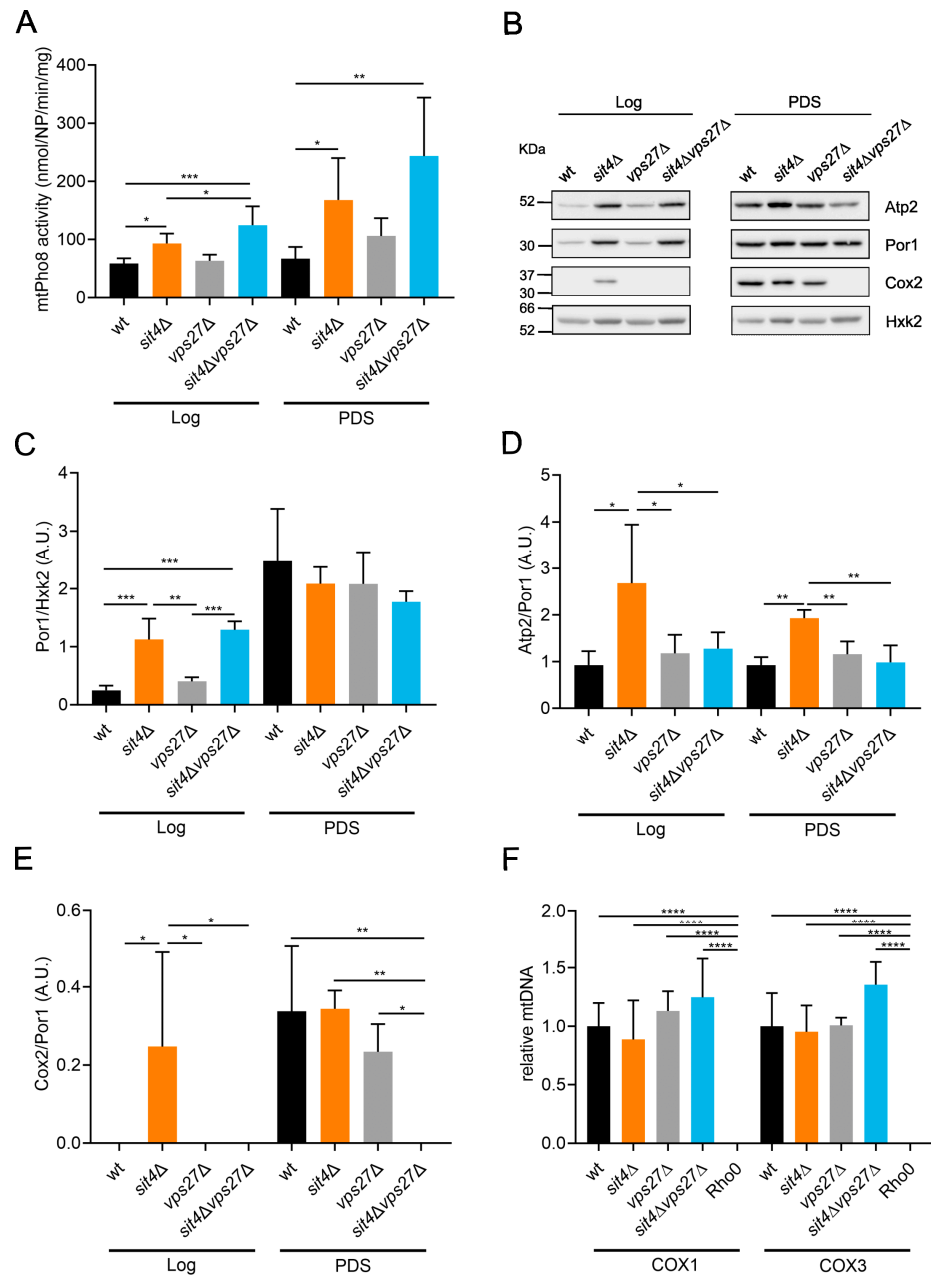 A
mtPho8 activity (nmol/NP/min/mg)
400
300
200
100
0
**
***
*
*
*
wt
sit4Δ
vps27Δ
sit4Δvps27Δ
wt
sit4Δ
vps27Δ
sit4Δvps27Δ
Log
PDS
B
Log
PDS
KDa
wt
sit4Δ
vps27Δ
sit4Δvps27Δ
wt
sit4Δ
vps27Δ
sit4Δvps27Δ
52
Atp2
30
Por1
37
30
Cox2
66
52
Hxk2
C
Por1/Hxk2 (A.U.)
4
3
2
1
0
***
***
**
***
wt
sit4Δ
vps27Δ
sit4Δvps27Δ
wt
sit4Δ
vps27Δ
sit4Δvps27Δ
Log
PDS
D
Atp2/Por1 (A.U.)
5
4
3
2
1
0
*
*
*
**
**
**
wt
sit4Δ
vps27Δ
sit4Δvps27Δ
wt
sit4Δ
vps27Δ
sit4Δvps27Δ
Log
PDS
E
Cox2/Por1 (A.U.)
0.6
0.4
0.2
0.0
*
*
*
**
**
*
wt
sit4Δ
vps27Δ
sit4Δvps27Δ
wt
sit4Δ
vps27Δ
sit4Δvps27Δ
Log
PDS
F
relative mtDNA
2.0
1.5
1.0
0.5
0.0
****
****
****
****
****
****
****
****
wt
sit4Δ
vps27Δ
sit4Δvps27Δ
Rho0
wt
sit4Δ
vps27Δ
sit4Δvps27Δ
Rho0
COX1
COX3